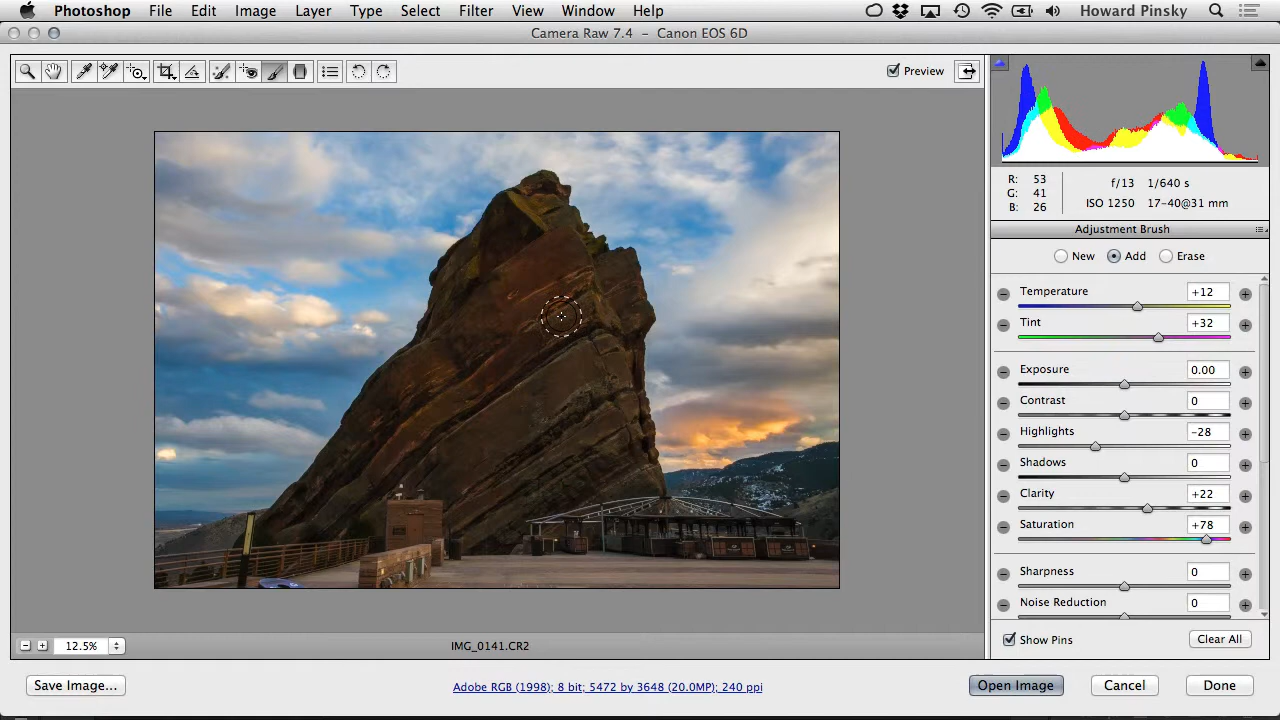 Photoshop File Edit Image Layer Type Select Filter View Window Help Howard Pinsky
Camera Raw 7.4 – Canon EOS 6D
Preview
R: 53
G: 41
B: 26
f/13 1/640 s
ISO 1250 17-40@31 mm
Adjustment Brush
New Add Erase
Temperature +12
Tint +32
Exposure 0.00
Contrast 0
Highlights -28
Shadows 0
Clarity +22
Saturation +78
Sharpness 0
Noise Reduction 0
12.5% IMG_0141.CR2
Show Pins Clear All
Save Image... Adobe RGB (1998); 8 bit; 5472 by 3648 (20.0MP); 240 ppi Open Image Cancel Done